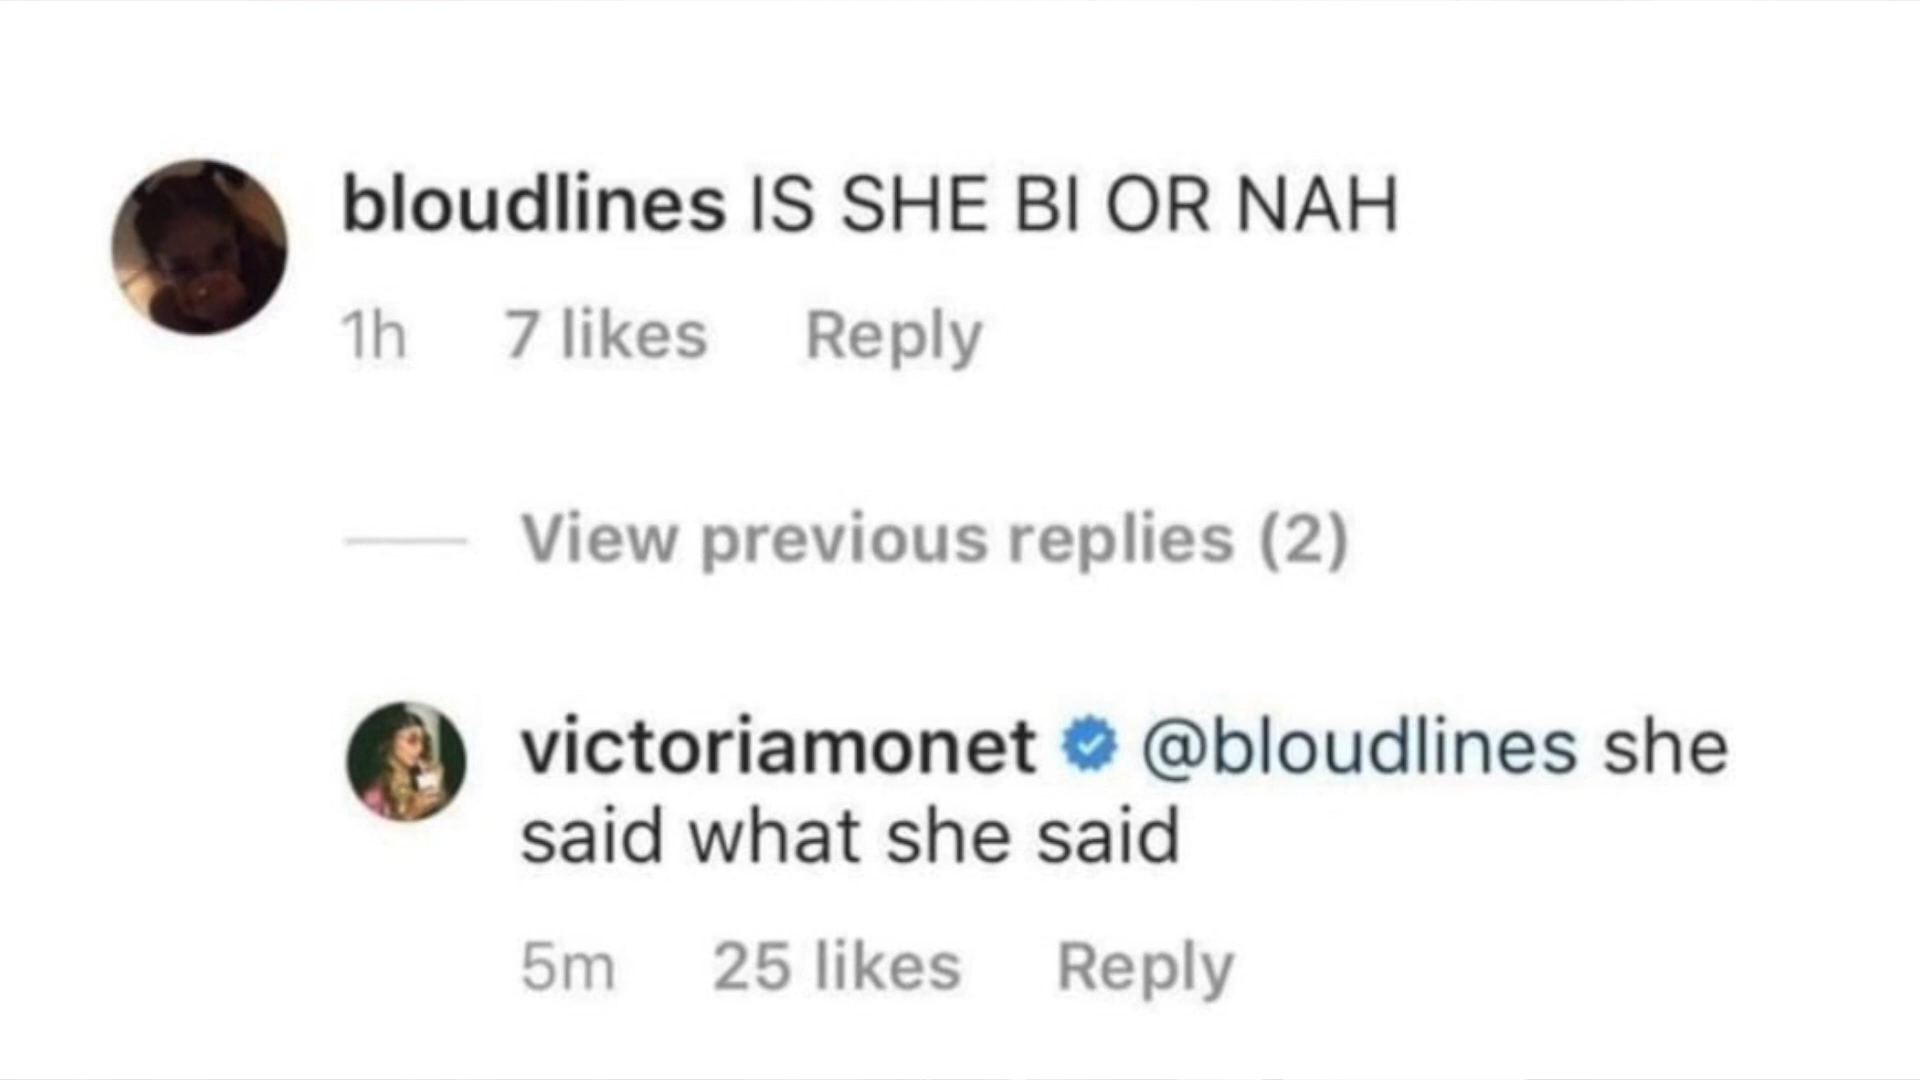 bloudlines IS SHE BI OR NAH
1h 7 likes Reply
View previous replies (2)
victoriamonet @bloudlines she
said what she said
5m 25 likes Reply